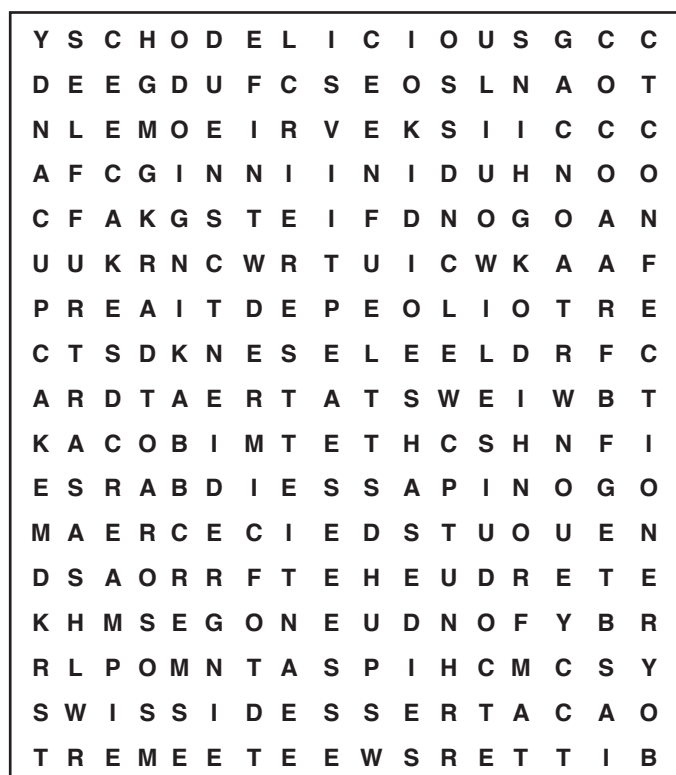 Y S C H O D E L I C I O U S G C C
D E E G D U F C S E O S L N A O T
N L E M O E I R V E K S I I C C C
A F C G I N N I I N I D U H N O O
C F A K G S T E I F D N O G O A N
U U K R N C W R T U I C W K A A F
P R E A I T D E P E O L I O T R E
C T S D K N E S E L E E L D R F C
A R D T A E R T A T S W E I W B T
K A C O B I M T E T H C S H N F I
E S R A B D I E S S A P I N O G O
M A E R C E C I E D S T U O U E N
D S A O R R F T E H E U D R E T E
K H M S E G O N E U D N O F Y B R
R L P O M N T A S P I H C M C S Y
S W I S S I D E S S E R T A C A O
T R E M E E T E E W S R E T T I B